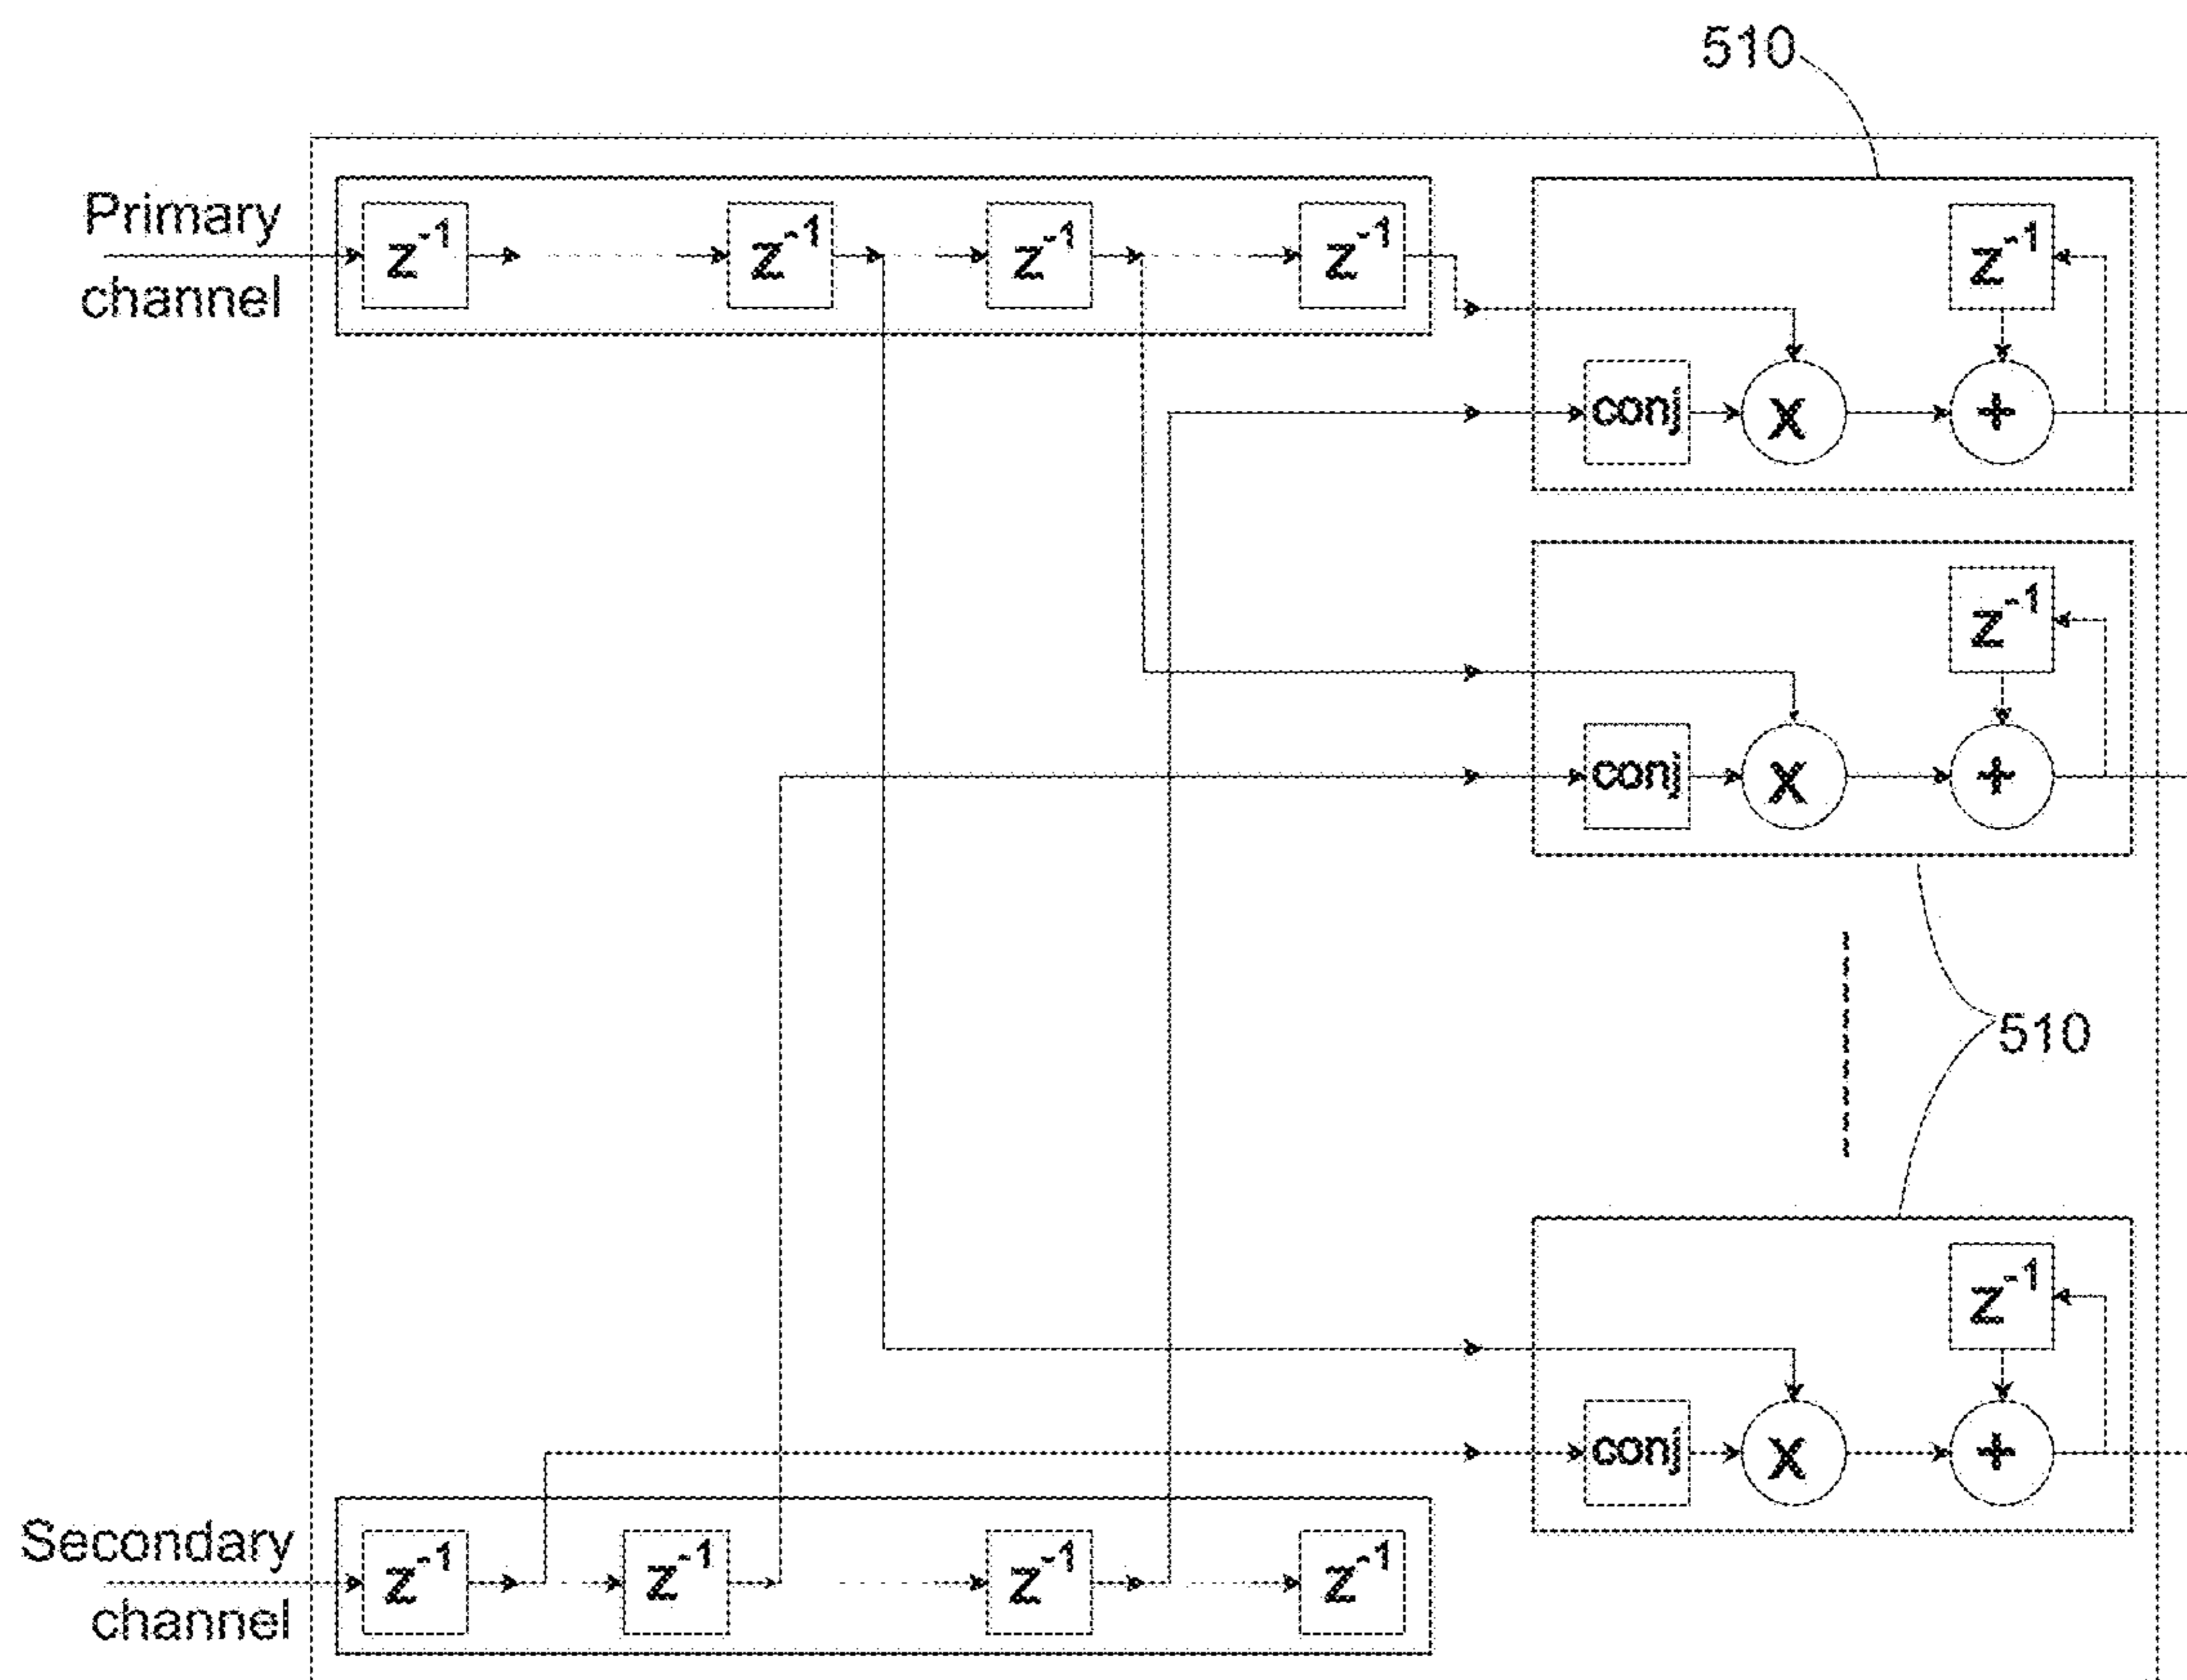 510
Primary
channel
z-1 z-1 z-1 z-1
z-1
conj X +
z-1
conj X +
510
z-1
conj X +
Secondary
channel
z-1 z-1 z-1 z-1